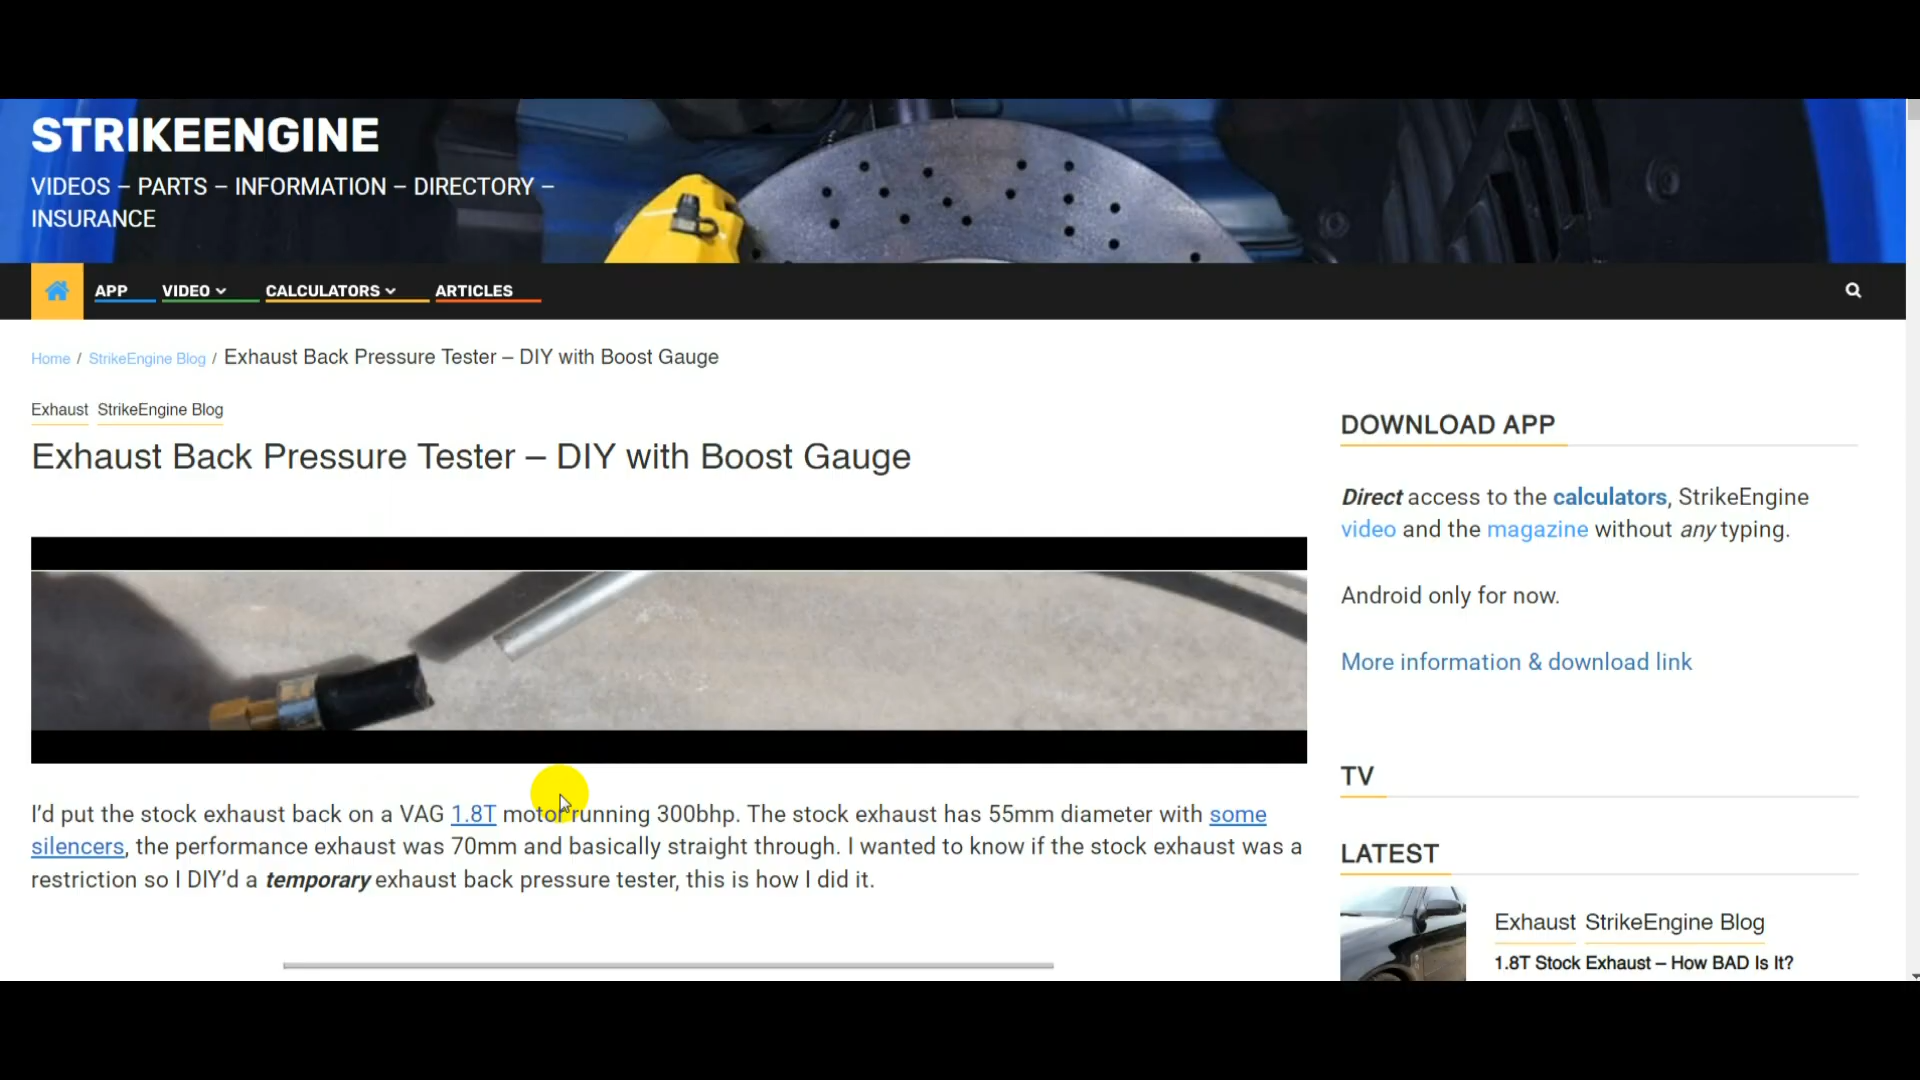 STRIKEENGINE
VIDEOS – PARTS – INFORMATION – DIRECTORY –
INSURANCE
APP VIDEO CALCULATORS ARTICLES
Home / StrikeEngine Blog / Exhaust Back Pressure Tester – DIY with Boost Gauge
Exhaust StrikeEngine Blog
Exhaust Back Pressure Tester – DIY with Boost Gauge
I’d put the stock exhaust back on a VAG 1.8T motor running 300bhp. The stock exhaust has 55mm diameter with some
silencers, the performance exhaust was 70mm and basically straight through. I wanted to know if the stock exhaust was a
restriction so I DIY’d a temporary exhaust back pressure tester, this is how I did it.
DOWNLOAD APP
Direct access to the calculators, StrikeEngine
video and the magazine without any typing.
Android only for now.
More information & download link
TV
LATEST
Exhaust StrikeEngine Blog
1.8T Stock Exhaust – How BAD Is It?